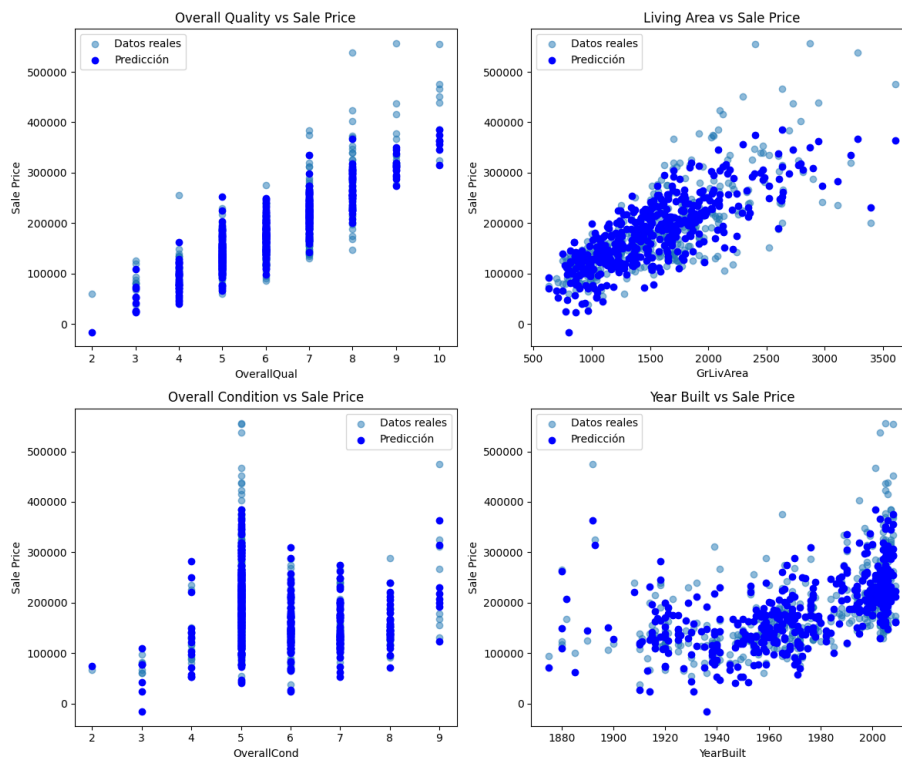 Overall Quality vs Sale Price
Datos reales
Predicción
Sale Price
500000
400000
300000
200000
100000
0
2 3 4 5 6 7 8 9 10
OverallQual
Living Area vs Sale Price
Datos reales
Predicción
Sale Price
500000
400000
300000
200000
100000
0
500 1000 1500 2000 2500 3000 3500
GrLivArea
Overall Condition vs Sale Price
Datos reales
Predicción
Sale Price
500000
400000
300000
200000
100000
0
2 3 4 5 6 7 8 9
OverallCond
Year Built vs Sale Price
Datos reales
Predicción
Sale Price
500000
400000
300000
200000
100000
0
1880 1900 1920 1940 1960 1980 2000
YearBuilt